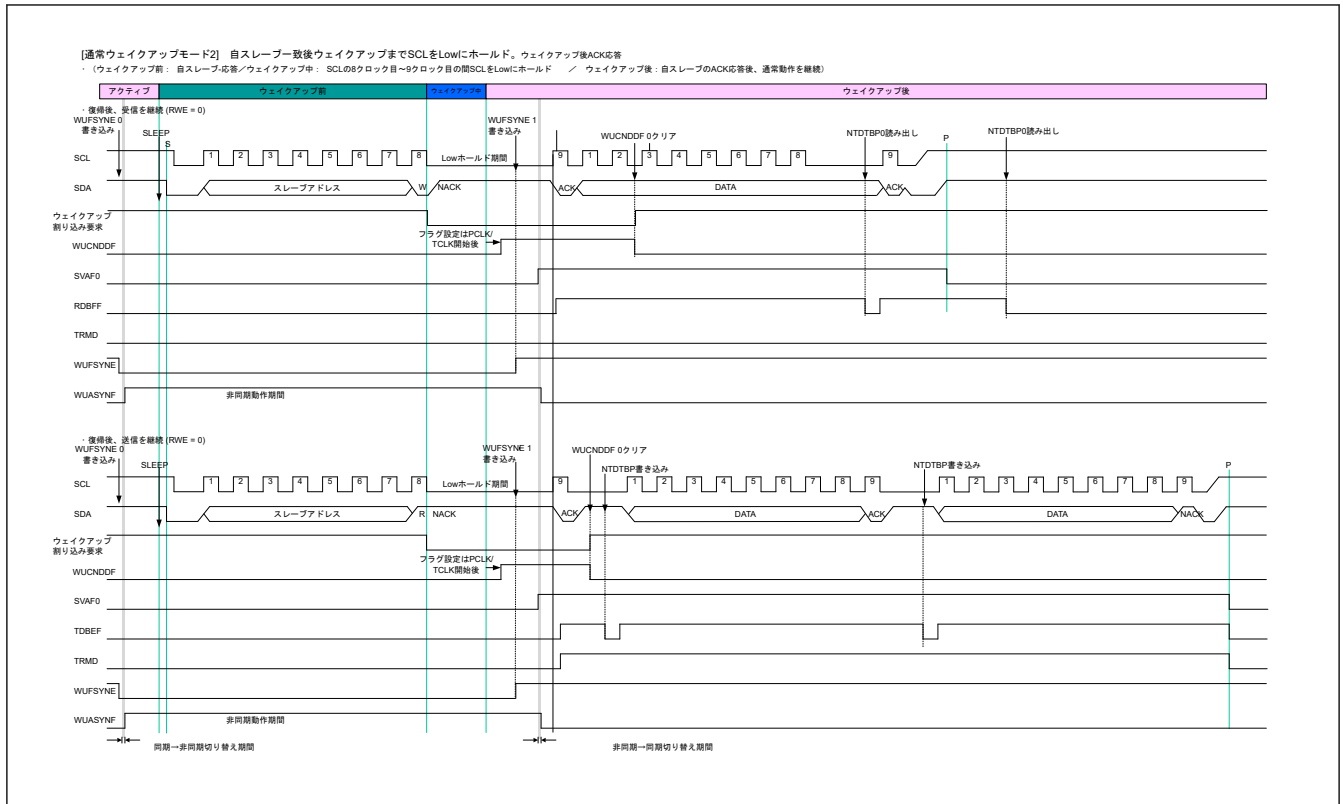 [通常ウェイクアップモード2] 自スレーブ一致後ウェイクアップまでSCLをLowにホールド。ウェイクアップ後ACK応答
・（ウェイクアップ前： 自スレーブ-応答／ウェイクアップ中： SCLの8クロック目～9クロック目の間SCLをLowにホールド ／ ウェイクアップ後：自スレーブのACK応答後、通常動作を継続）
アクティブ ウェイクアップ前 ウェイクアップ中 ウェイクアップ後
・復帰後、受信を継続 (RWE = 0)
WUFSYNE 0
書き込み
SLEEP
S
WUFSYNE 1
書き込み
WUCNDDF 0クリア
NTDTBP0読み出し
P
NTDTBP0読み出し
SCL 1 2 3 4 5 6 7 8 Lowホールド期間 9 1 2 3 4 5 6 7 8 9
SDA スレーブアドレス W NACK ACK DATA ACK
ウェイクアップ
割り込み要求
フラグ設定はPCLK/
TCLK開始後
WUCNDDF
SVAF0
RDBFF
TRMD
WUFSYNE
WUASYNF 非同期動作期間
・復帰後、送信を継続 (RWE = 0)
WUFSYNE 0
書き込み
SLEEP
WUFSYNE 1
書き込み
WUCNDDF 0クリア
NTDTBP書き込み
NTDTBP書き込み
P
SCL 1 2 3 4 5 6 7 8 Lowホールド期間 9 1 2 3 4 5 6 7 8 9 1 2 3 4 5 6 7 8 9
SDA スレーブアドレス R NACK ACK DATA ACK DATA NACK
ウェイクアップ
割り込み要求
フラグ設定はPCLK/
TCLK開始後
WUCNDDF
SVAF0
TDBEF
TRMD
WUFSYNE
WUASYNF 非同期動作期間
同期→非同期切り替え期間 非同期→同期切り替え期間